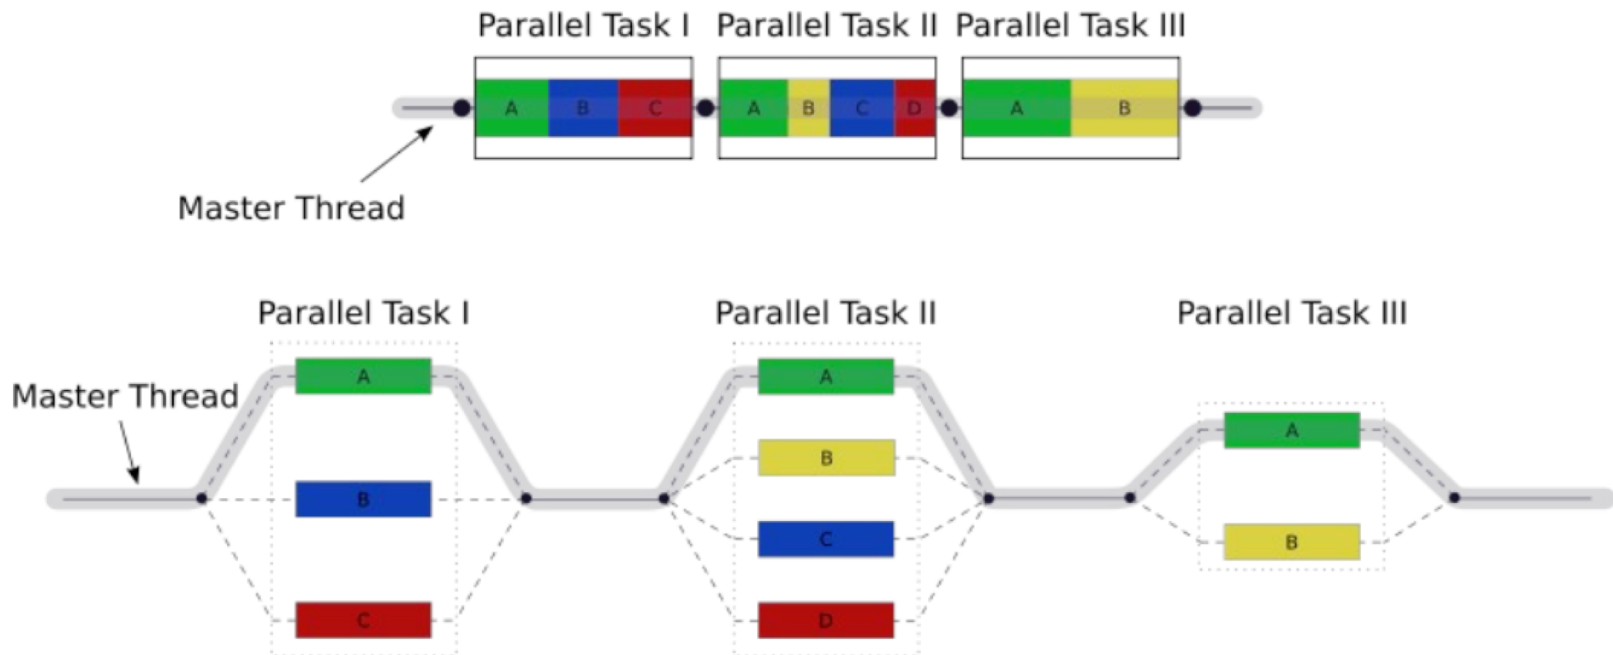 Parallel Task I Parallel Task II Parallel Task III
A B C A B C D A B
Master Thread
Parallel Task I Parallel Task II Parallel Task III
Master Thread
A A A
B B B
C C
D